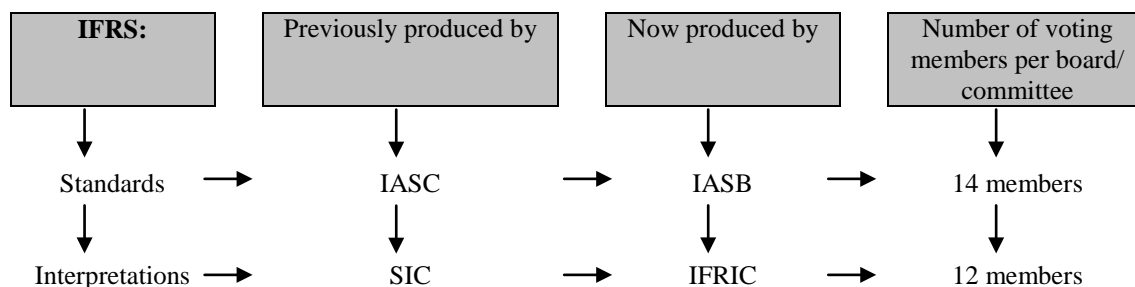 IFRS:
Previously produced by
Now produced by
Number of voting
members per board/
committee
Standards
IASC
IASB
14 members
Interpretations
SIC
IFRIC
12 members